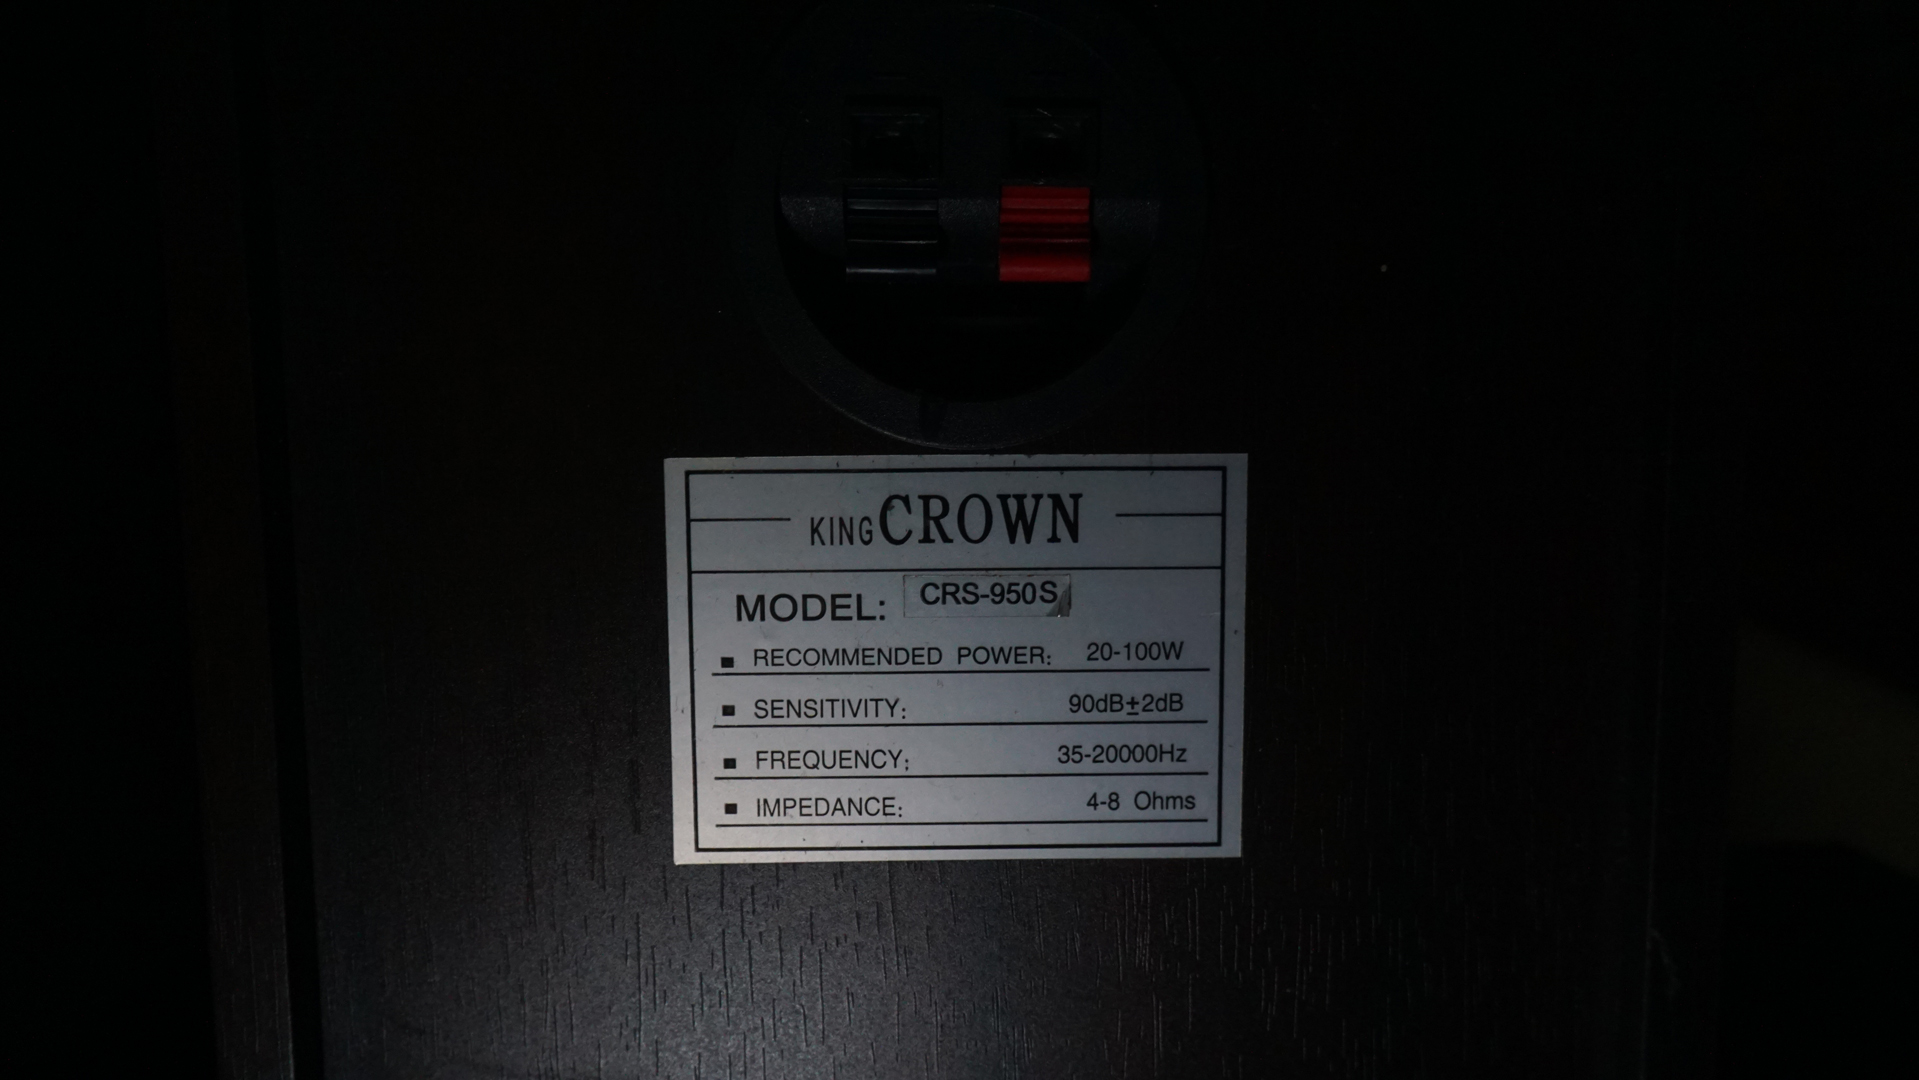 KING CROWN
MODEL: CRS-950S
■ RECOMMENDED POWER: 20-100W
■ SENSITIVITY: 90dB±2dB
■ FREQUENCY: 35-20000Hz
■ IMPEDANCE: 4-8 Ohms